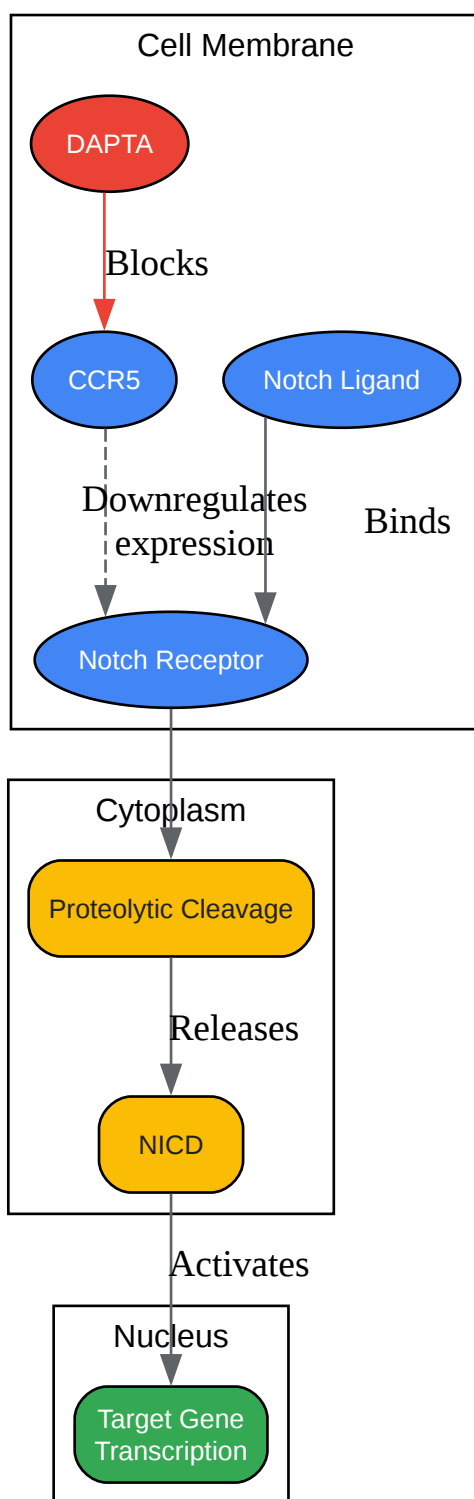 Cell Membrane
DAPTA
Blocks
CCR5
Notch Ligand
Downregulates
expression
Binds
Notch Receptor
Cytoplasm
Proteolytic Cleavage
Releases
NICD
Activates
Nucleus
Target Gene
Transcription